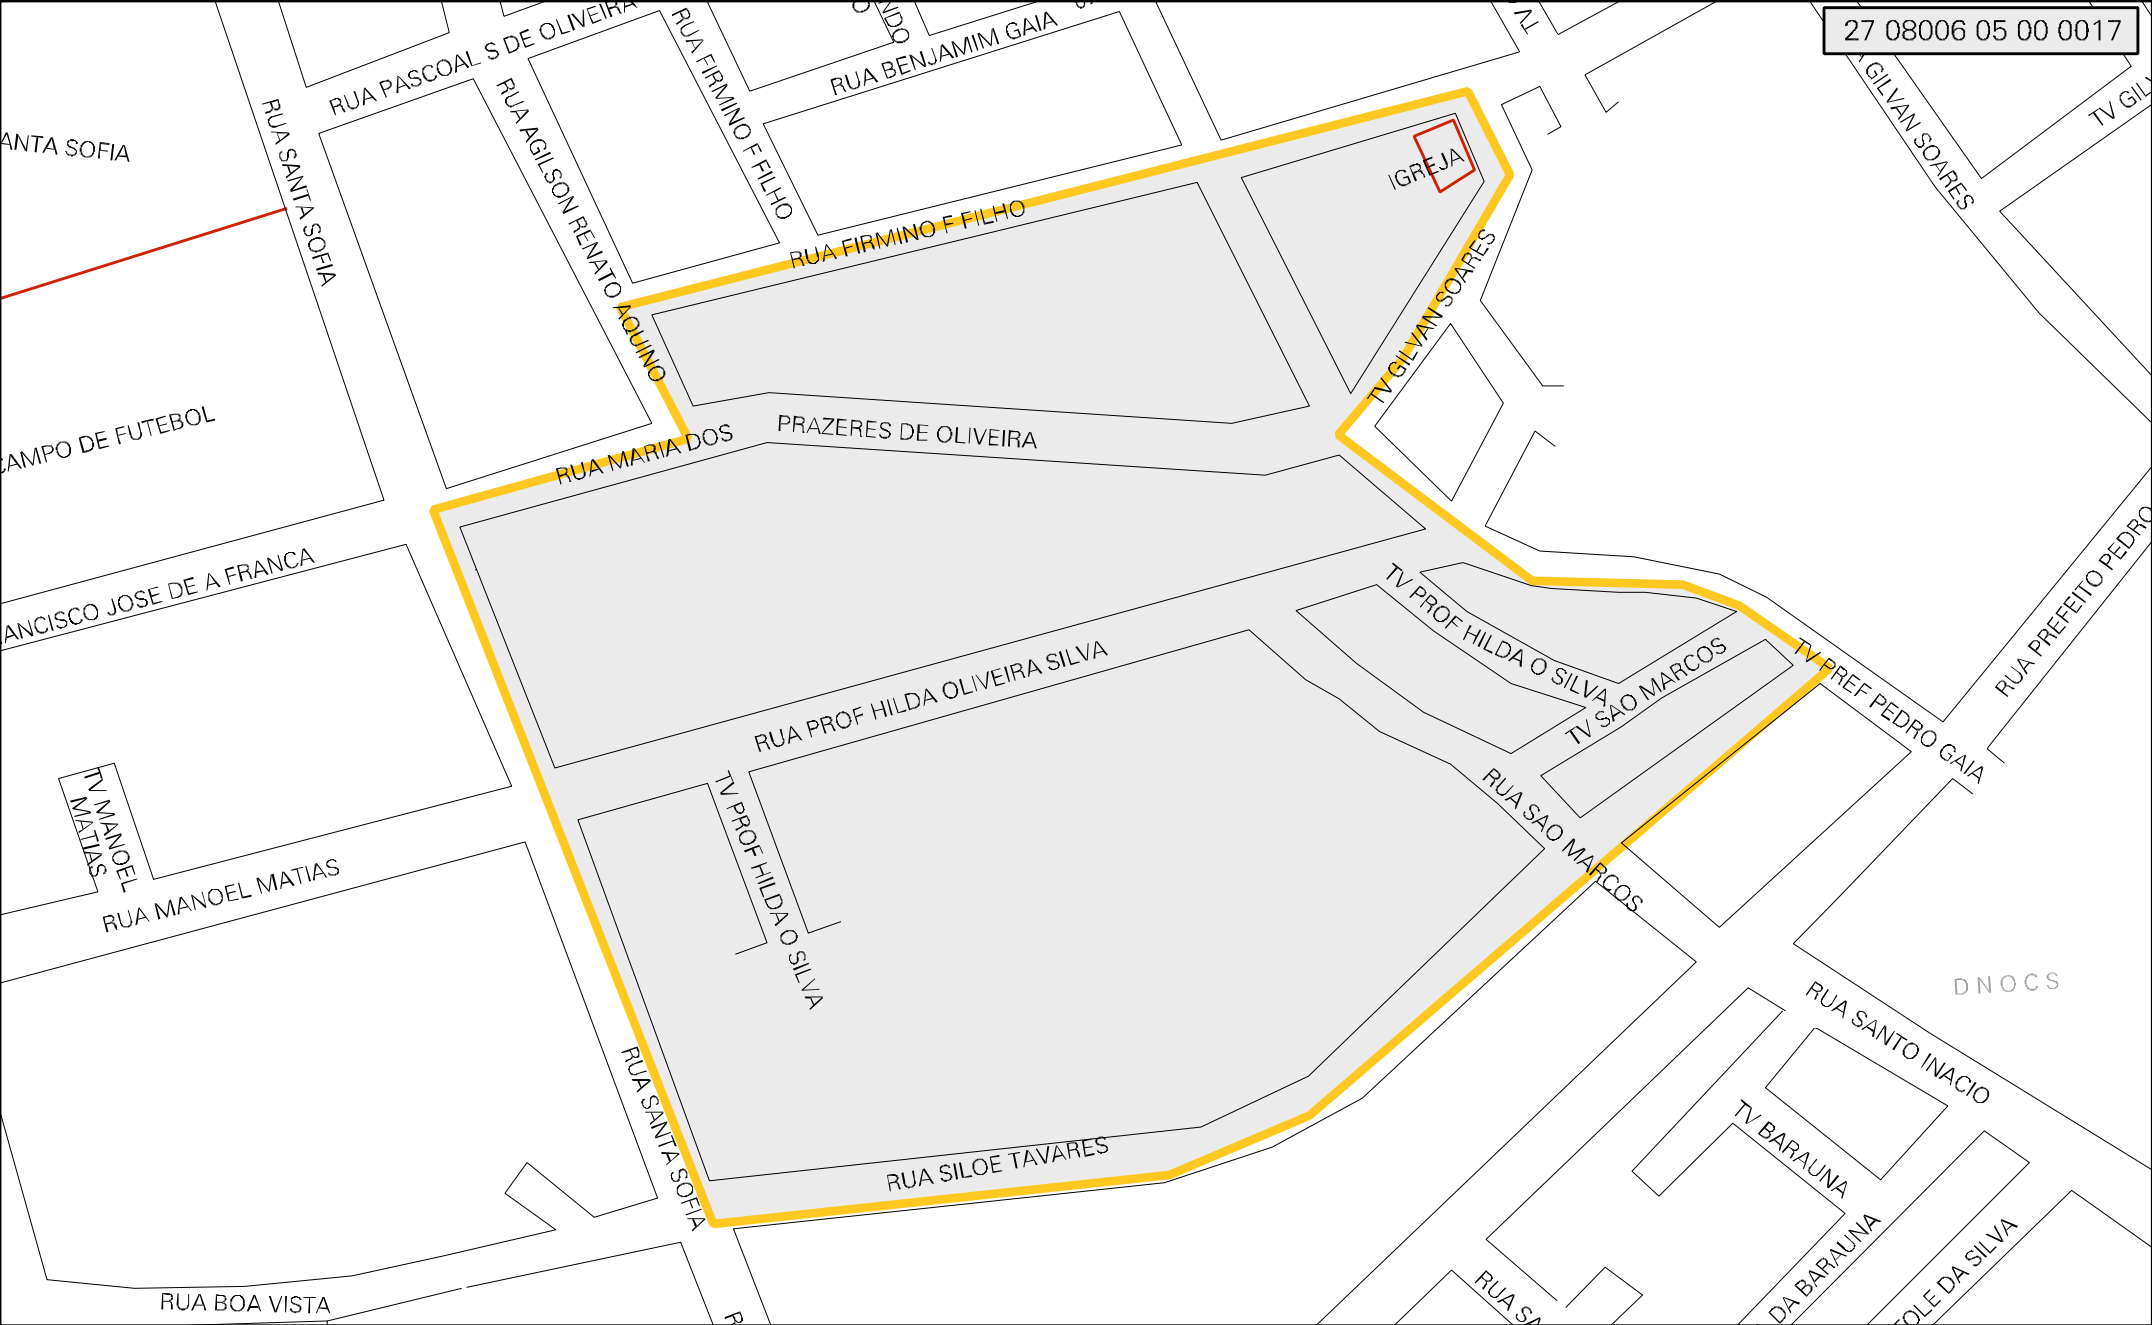 27 08006 05 00 0017
RUA PASCOAL S DE OLIVEIRA
RUA FIRMINO F FILHO
NDO
RUA BENJAMIM GAIA
TV
GILVAN SOARES
TV GIL
ANTA SOFIA
RUA SANTA SOFIA
RUA AGILSON RENATO AQUINO
IGREJA
RUA FIRMINO F FILHO
TV GILVAN SOARES
CAMPO DE FUTEBOL
RUA MARIA DOS
PRAZERES DE OLIVEIRA
ANCISCO JOSE DE A FRANCA
TV PROF HILDA O SILVA
TV SAO MARCOS
TV PREF PEDRO GAIA
RUA PREFEITO PEDRO
RUA PROF HILDA OLIVEIRA SILVA
TV MANOEL
MATIAS
RUA MANOEL MATIAS
TV PROF HILDA O SILVA
RUA SAO MARCOS
DNOCS
RUA SANTO INACIO
RUA SANTA SOFIA
RUA SILOE TAVARES
TV BARAUNA
DA BARAUNA
TOLE DA SILVA
RUA BOA VISTA
R
RUA SA